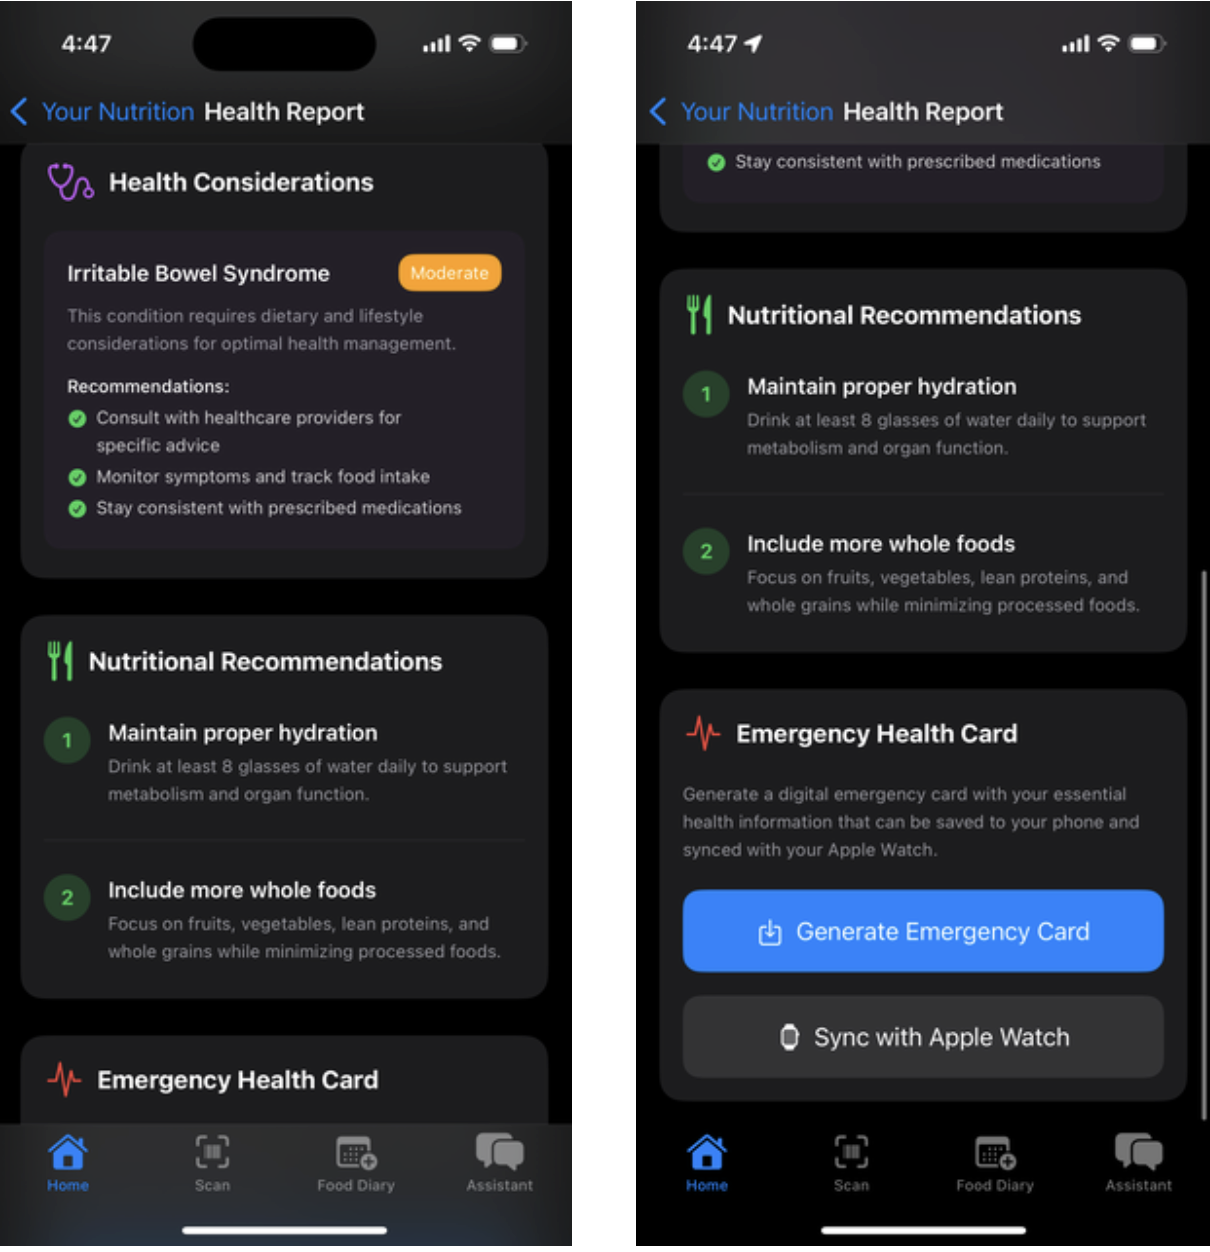 4:47
Your Nutrition Health Report
Health Considerations
Irritable Bowel Syndrome
Moderate
This condition requires dietary and lifestyle
considerations for optimal health management.
Recommendations:
Consult with healthcare providers for
specific advice
Monitor symptoms and track food intake
Stay consistent with prescribed medications
Nutritional Recommendations
1
Maintain proper hydration
Drink at least 8 glasses of water daily to support
metabolism and organ function.
2
Include more whole foods
Focus on fruits, vegetables, lean proteins, and
whole grains while minimizing processed foods.
Emergency Health Card
Home
Scan
Food Diary
Assistant
4:47
Your Nutrition Health Report
Stay consistent with prescribed medications
Nutritional Recommendations
1
Maintain proper hydration
Drink at least 8 glasses of water daily to support
metabolism and organ function.
2
Include more whole foods
Focus on fruits, vegetables, lean proteins, and
whole grains while minimizing processed foods.
Emergency Health Card
Generate a digital emergency card with your essential
health information that can be saved to your phone and
synced with your Apple Watch.
Generate Emergency Card
Sync with Apple Watch
Home
Scan
Food Diary
Assistant